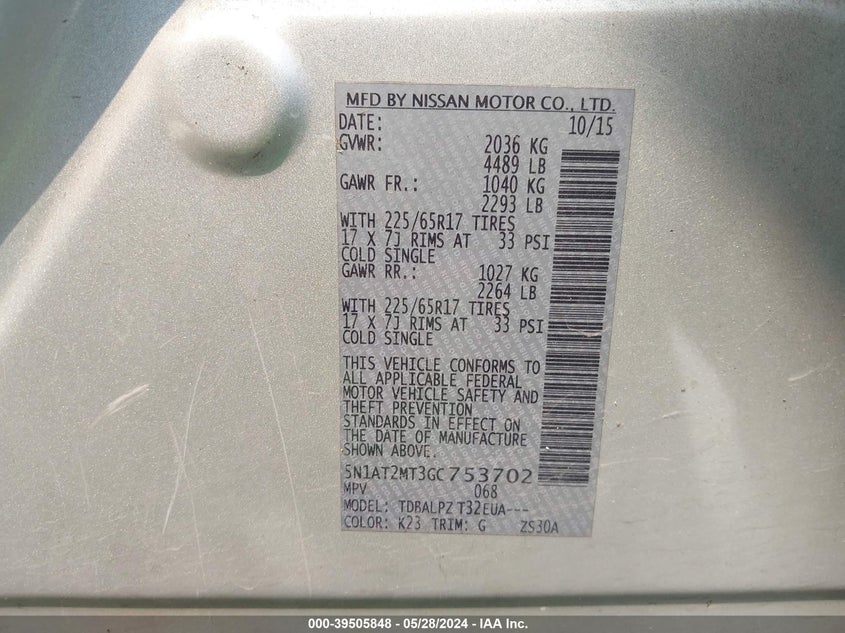 MFD BY NISSAN MOTOR CO., LTD.
DATE: 10/15
GVWR: 2036 KG
4489 LB
GAWR FR.: 1040 KG
2293 LB
WITH 225/65R17 TIRES
17 X 7J RIMS AT 33 PSI
COLD SINGLE
GAWR RR.: 1027 KG
2264 LB
WITH 225/65R17 TIRES
17 X 7J RIMS AT 33 PSI
COLD SINGLE
THIS VEHICLE CONFORMS TO
ALL APPLICABLE FEDERAL
MOTOR VEHICLE SAFETY AND
THEFT PREVENTION
STANDARDS IN EFFECT ON
THE DATE OF MANUFACTURE
SHOWN ABOVE.
5N1AT2MT3GC753702
MPV 068
MODEL: TDBALPZ T32EUA---
COLOR: K23 TRIM: G ZS30A
000-39505848 - 05/28/2024 - IAA Inc.